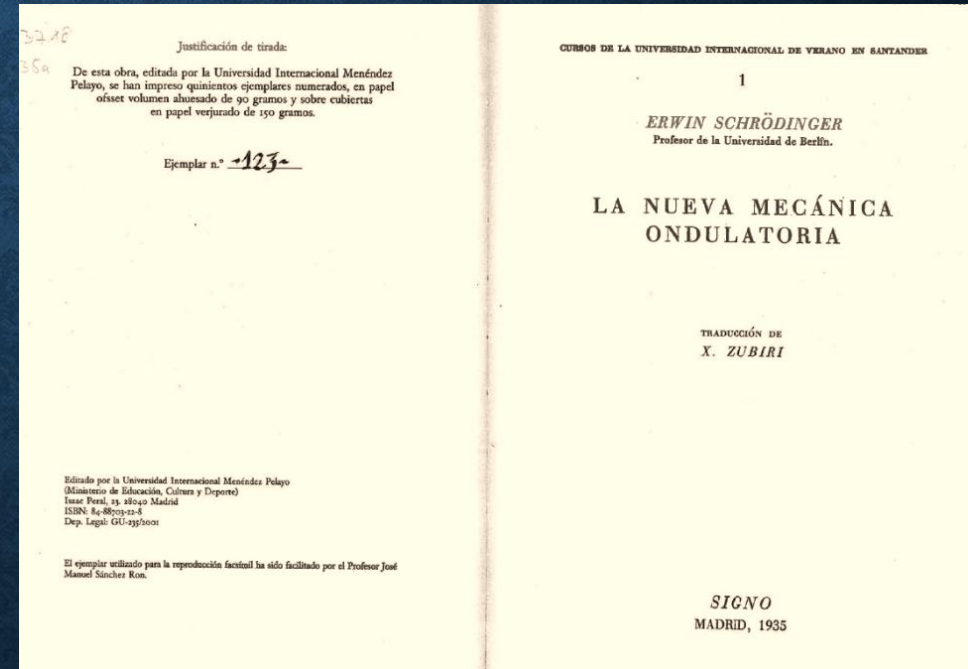 3718
35a
Justificación de tirada:
De esta obra, editada por la Universidad Internacional Menéndez
Pelayo, se han impreso quinientos ejemplares numerados, en papel
ofsset volumen ahuesado de 90 gramos y sobre cubiertas
en papel verjurado de 150 gramos.
Ejemplar n.º -123-
Editado por la Universidad Internacional Menéndez Pelayo
(Ministerio de Educación, Cultura y Deporte)
Isaac Peral, 23. 28040 Madrid
ISBN: 84-88703-12-8
Dep. Legal: GU-235/2001
El ejemplar utilizado para la reproducción facsímil ha sido facilitado por el Profesor José
Manuel Sánchez Ron.
CURSOS DE LA UNIVERSIDAD INTERNACIONAL DE VERANO EN SANTANDER
1
ERWIN SCHRÖDINGER
Profesor de la Universidad de Berlín.
LA NUEVA MECÁNICA
ONDULATORIA
TRADUCCIÓN DE
X. ZUBIRI
SIGNO
MADRID, 1935